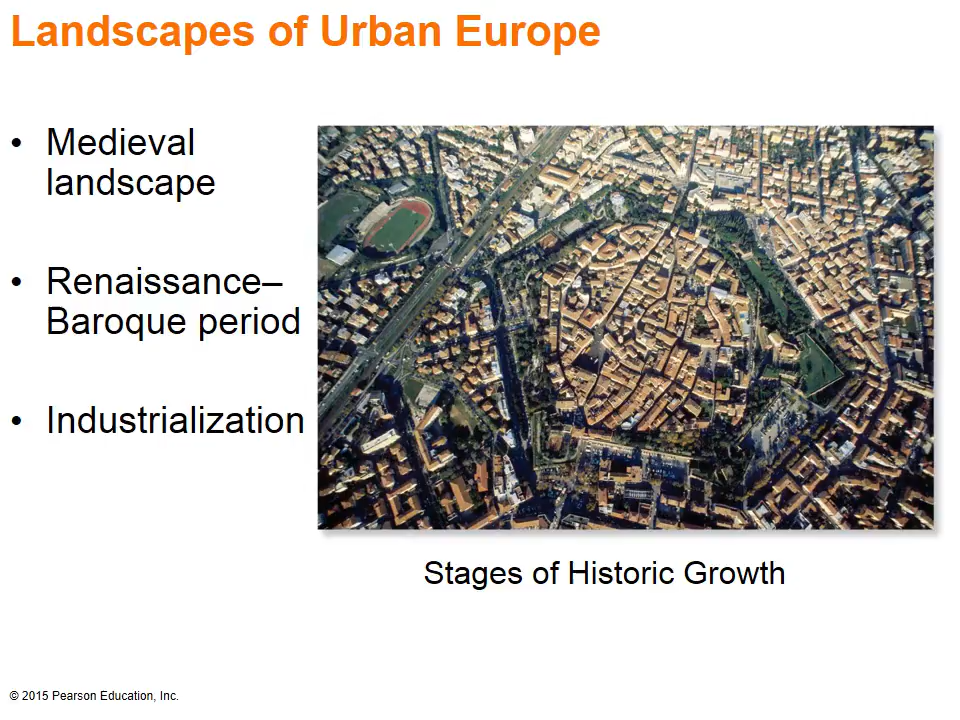 Landscapes of Urban Europe
• Medieval
landscape
• Renaissance–
Baroque period
• Industrialization
Stages of Historic Growth
© 2015 Pearson Education, Inc.